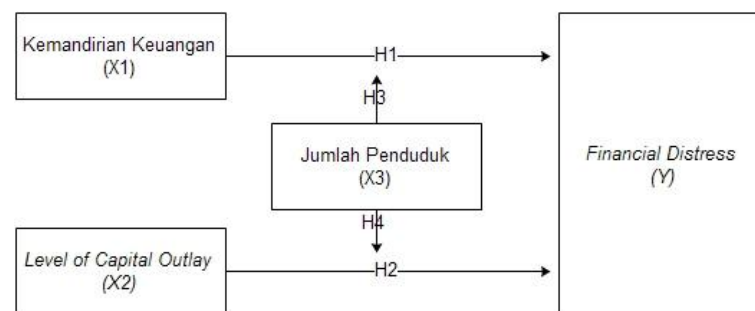 Kemandirian Keuangan
(X1)
H1
H3
Jumlah Penduduk
(X3)
Financial Distress
(Y)
H4
Level of Capital Outlay
(X2)
H2